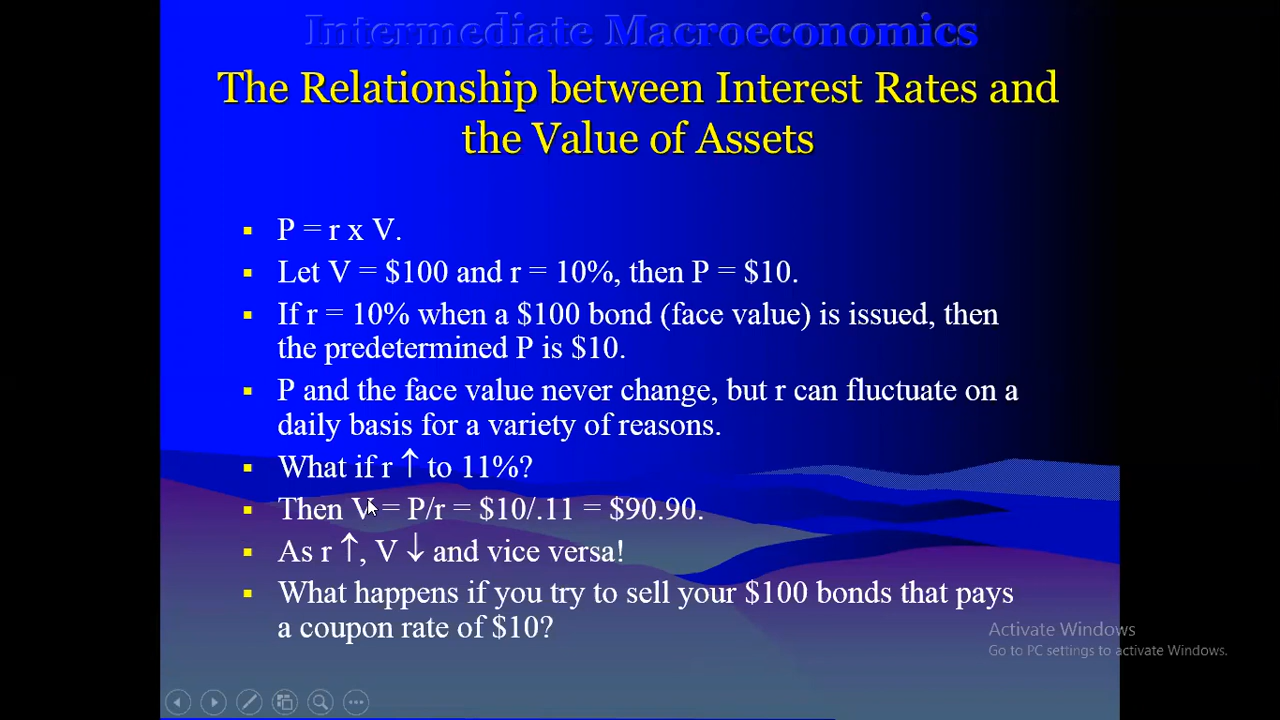 Intermediate Macroeconomics
The Relationship between Interest Rates and
the Value of Assets
▪ P = r x V.
▪ Let V = $100 and r = 10%, then P = $10.
▪ If r = 10% when a $100 bond (face value) is issued, then
the predetermined P is $10.
▪ P and the face value never change, but r can fluctuate on a
daily basis for a variety of reasons.
▪ What if r ↑ to 11%?
▪ Then V = P/r = $10/.11 = $90.90.
▪ As r ↑, V ↓ and vice versa!
▪ What happens if you try to sell your $100 bonds that pays
a coupon rate of $10?
Activate Windows
Go to PC settings to activate Windows.